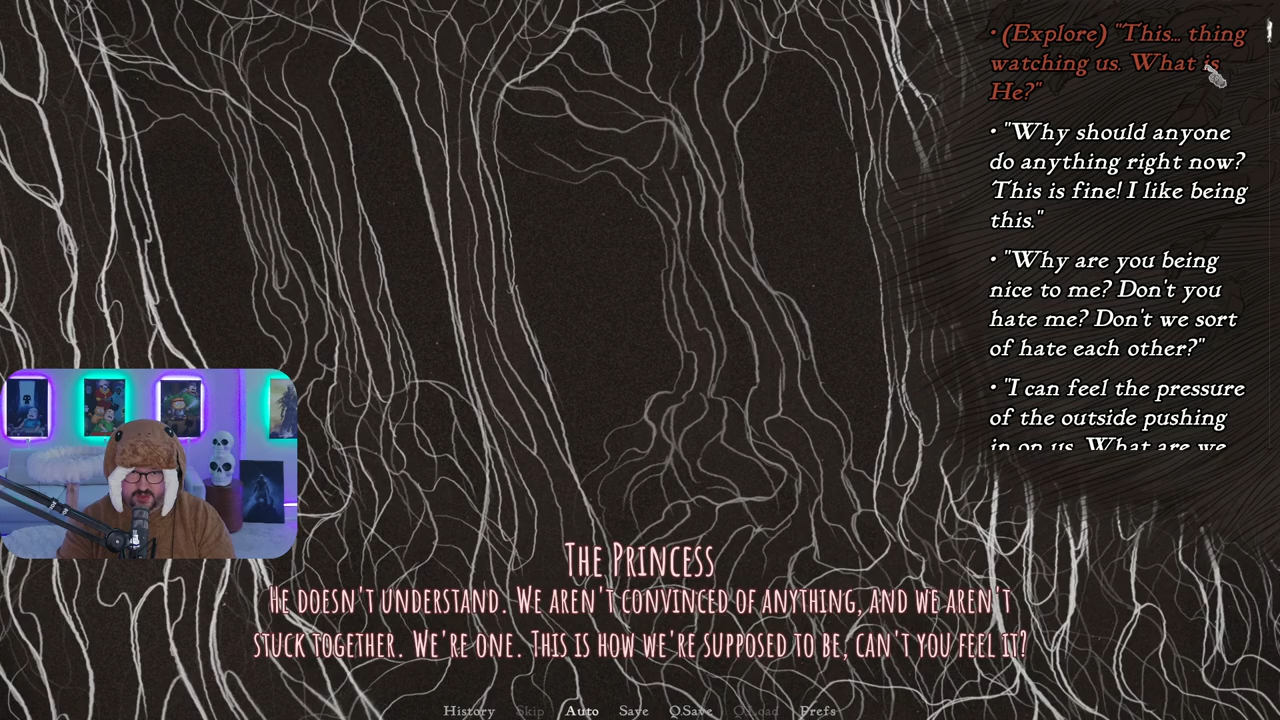 • (Explore) "This... thing
watching us. What is
He?"
• "Why should anyone
do anything right now?
This is fine! I like being
this."
• "Why are you being
nice to me? Don't you
hate me? Don't we sort
of hate each other?"
• "I can feel the pressure
of the outside pushing
in on us. What are we
The Princess
He doesn't understand. We aren't convinced of anything, and we aren't
stuck together. We're one. This is how we're supposed to be, can't you feel it?
History Skip Auto Save Q.Save Q.Load Prefs